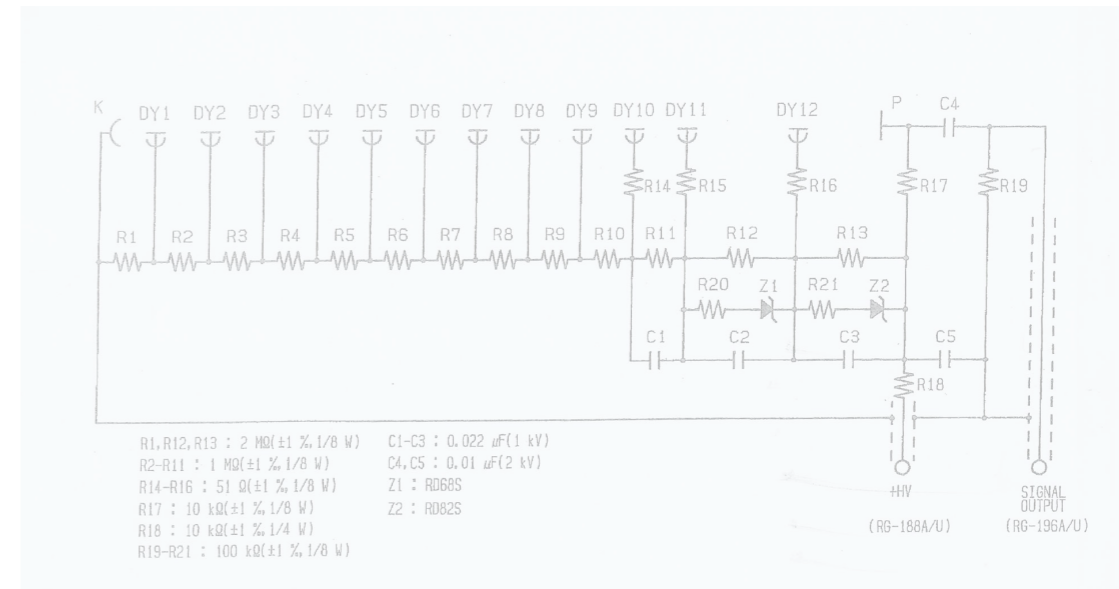 K DY1 DY2 DY3 DY4 DY5 DY6 DY7 DY8 DY9 DY10 DY11 DY12 P C4
R14 R15 R16 R17 R19
R1 R2 R3 R4 R5 R6 R7 R8 R9 R10 R11 R12 R13
R20 Z1 R21 Z2
C1 C2 C3 C5
R18
R1,R12,R13 : 2 MΩ(±1 %,1/8 W)
R2-R11 : 1 MΩ(±1 %,1/8 W)
R14-R16 : 51 Ω(±1 %,1/8 W)
R17 : 10 kΩ(±1 %,1/8 W)
R18 : 10 kΩ(±1 %,1/4 W)
R19-R21 : 100 kΩ(±1 %,1/8 W)
C1-C3 : 0.022 µF(1 kV)
C4,C5 : 0.01 µF(2 kV)
Z1 : RD68S
Z2 : RD82S
+HV
(RG-188A/U)
SIGNAL
OUTPUT
(RG-196A/U)